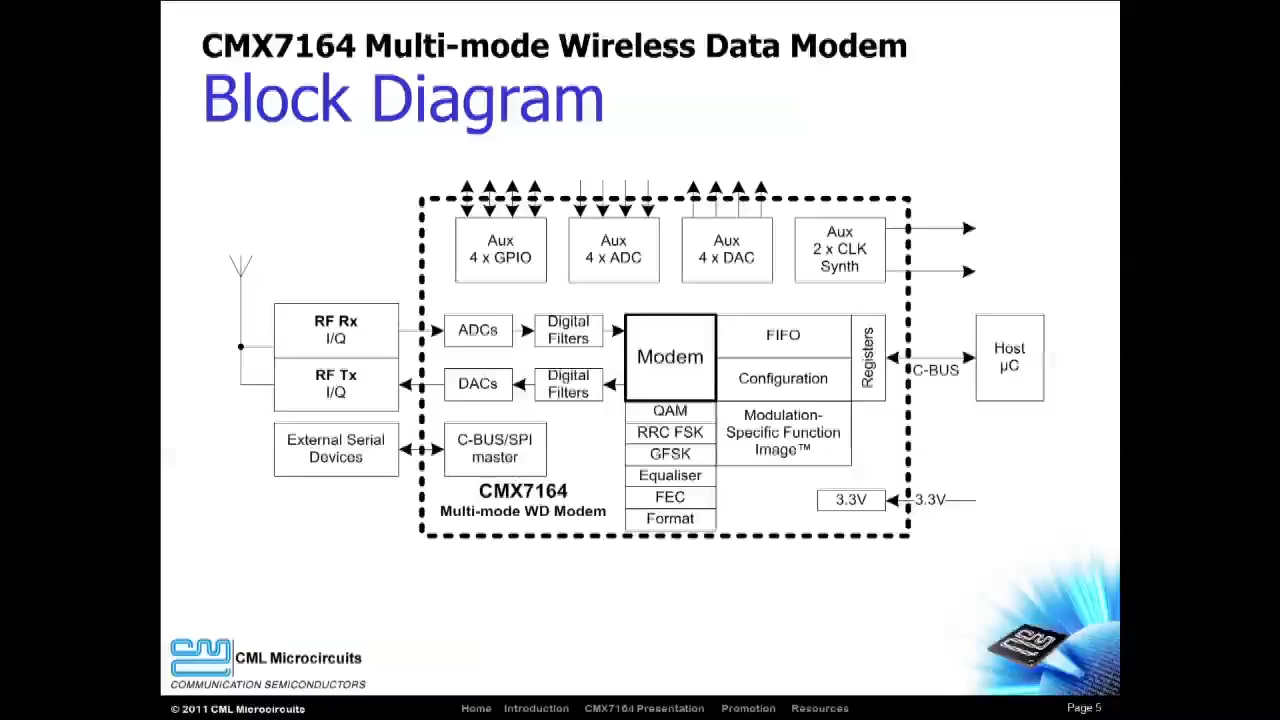 CMX7164 Multi-mode Wireless Data Modem
Block Diagram
Aux
4 x GPIO
Aux
4 x ADC
Aux
4 x DAC
Aux
2 x CLK
Synth
RF Rx
I/Q
RF Tx
I/Q
ADCs
Digital
Filters
DACs
Digital
Filters
Modem
FIFO
Configuration
Registers
C-BUS
Host
µC
QAM
RRC FSK
GFSK
Equaliser
FEC
Format
Modulation-
Specific Function
Image™
External Serial
Devices
C-BUS/SPI
master
CMX7164
Multi-mode WD Modem
3.3V
3.3V
CML Microcircuits
COMMUNICATION SEMICONDUCTORS
© 2011 CML Microcircuits
Home Introduction CMX7164 Presentation Promotion Resources
Page 5